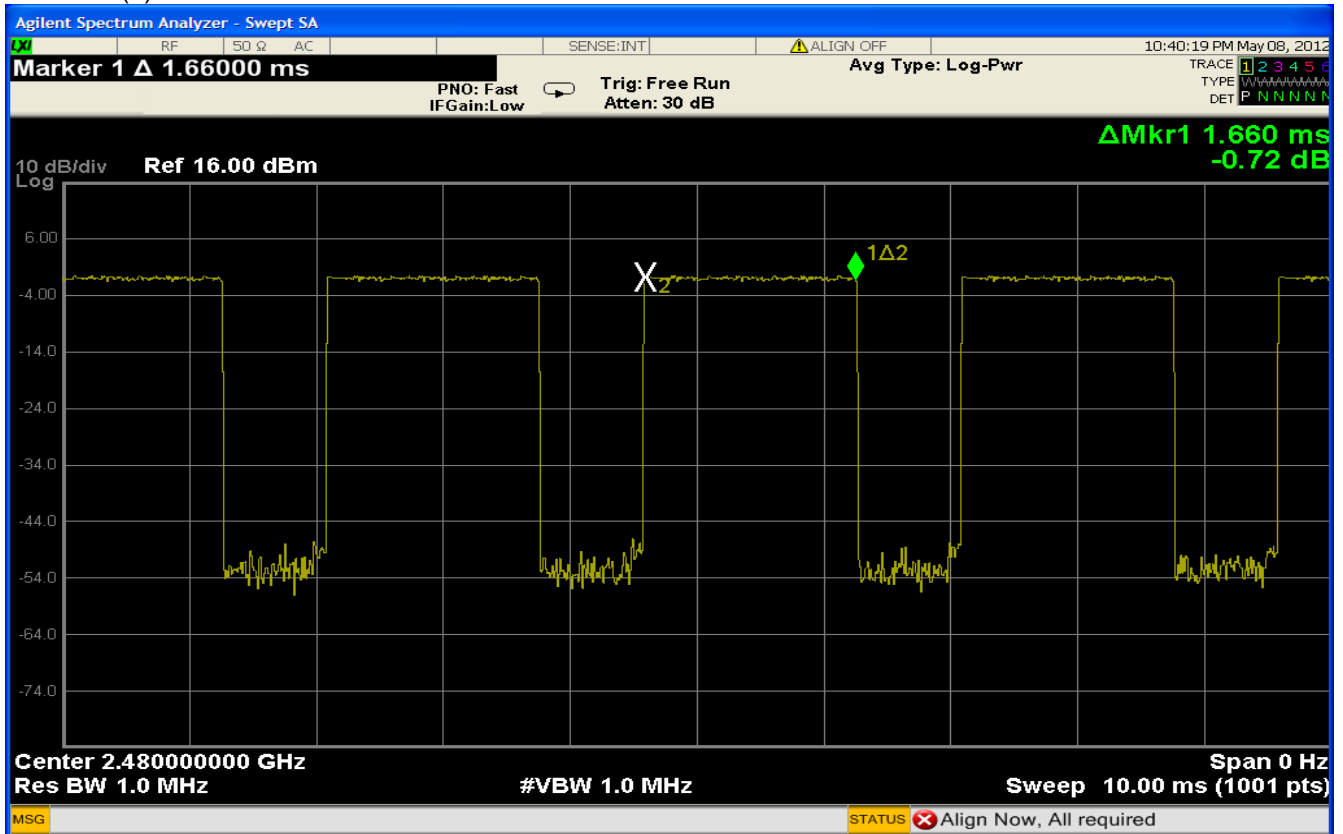 Agilent Spectrum Analyzer - Swept SA
LXI RF 50 Ω AC SENSE:INT ALIGN OFF 10:40:19 PM May 08, 2012
Marker 1 Δ 1.66000 ms
Avg Type: Log-Pwr
TRACE 1 2 3 4 5 6
PNO: Fast Trig: Free Run
TYPE
IFGain:Low Atten: 30 dB
DET P N N N N N
ΔMkr1 1.660 ms
-0.72 dB
10 dB/div Ref 16.00 dBm
Log
6.00
1Δ2
X2
-4.00
-14.0
-24.0
-34.0
-44.0
-54.0
-64.0
-74.0
Center 2.480000000 GHz Span 0 Hz
Res BW 1.0 MHz #VBW 1.0 MHz Sweep 10.00 ms (1001 pts)
MSG STATUS Align Now, All required